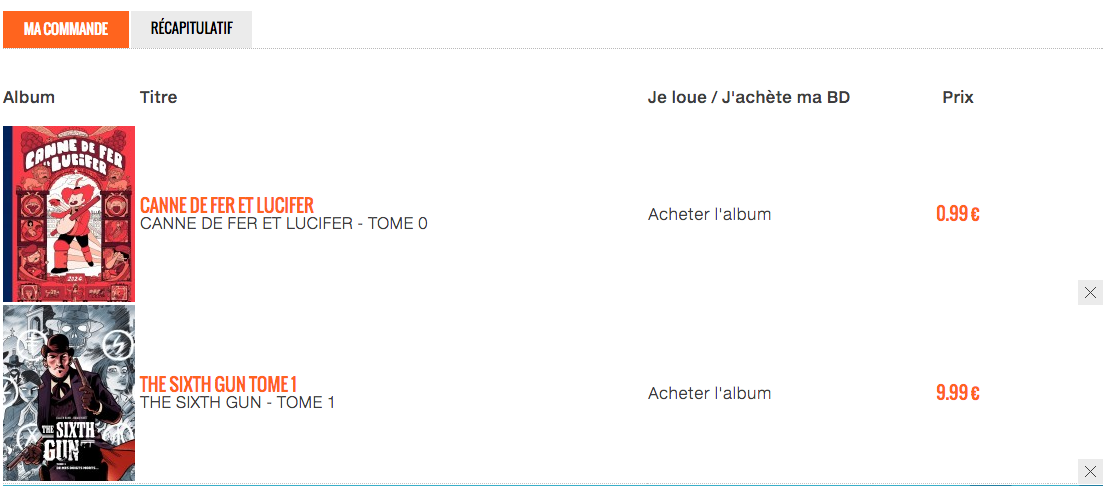 MA COMMANDE
RÉCAPITULATIF
Album
Titre
Je loue / J'achète ma BD
Prix
CANNE DE FER
ET LUCIFER
2024
CANNE DE FER ET LUCIFER
CANNE DE FER ET LUCIFER - TOME 0
Acheter l'album
0.99 €
THE SIXTH
GUN
THE SIXTH GUN TOME 1
THE SIXTH GUN - TOME 1
Acheter l'album
9.99 €